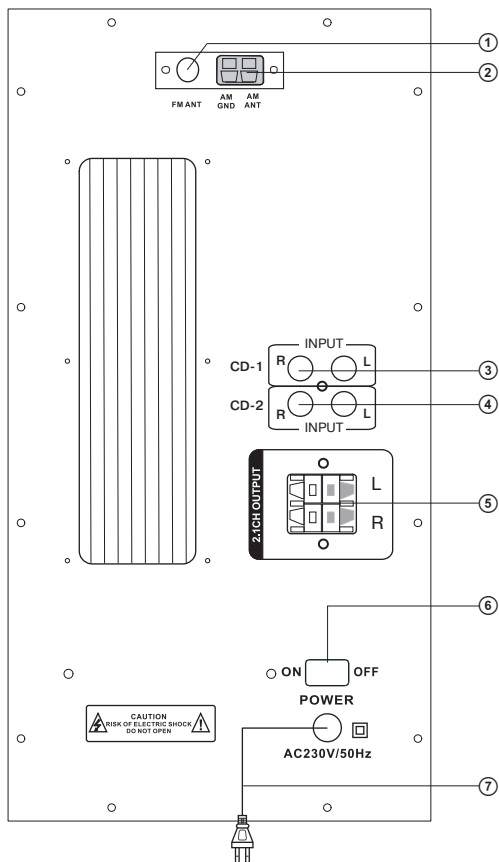 ①
②
FM ANT
AM GND
AM ANT
INPUT
CD-1
R
L
③
CD-2
R
L
④
INPUT
2.1CH OUTPUT
L
R
⑤
⑥
ON
OFF
POWER
CAUTION
RISK OF ELECTRIC SHOCK
DO NOT OPEN
AC230V/50Hz
⑦